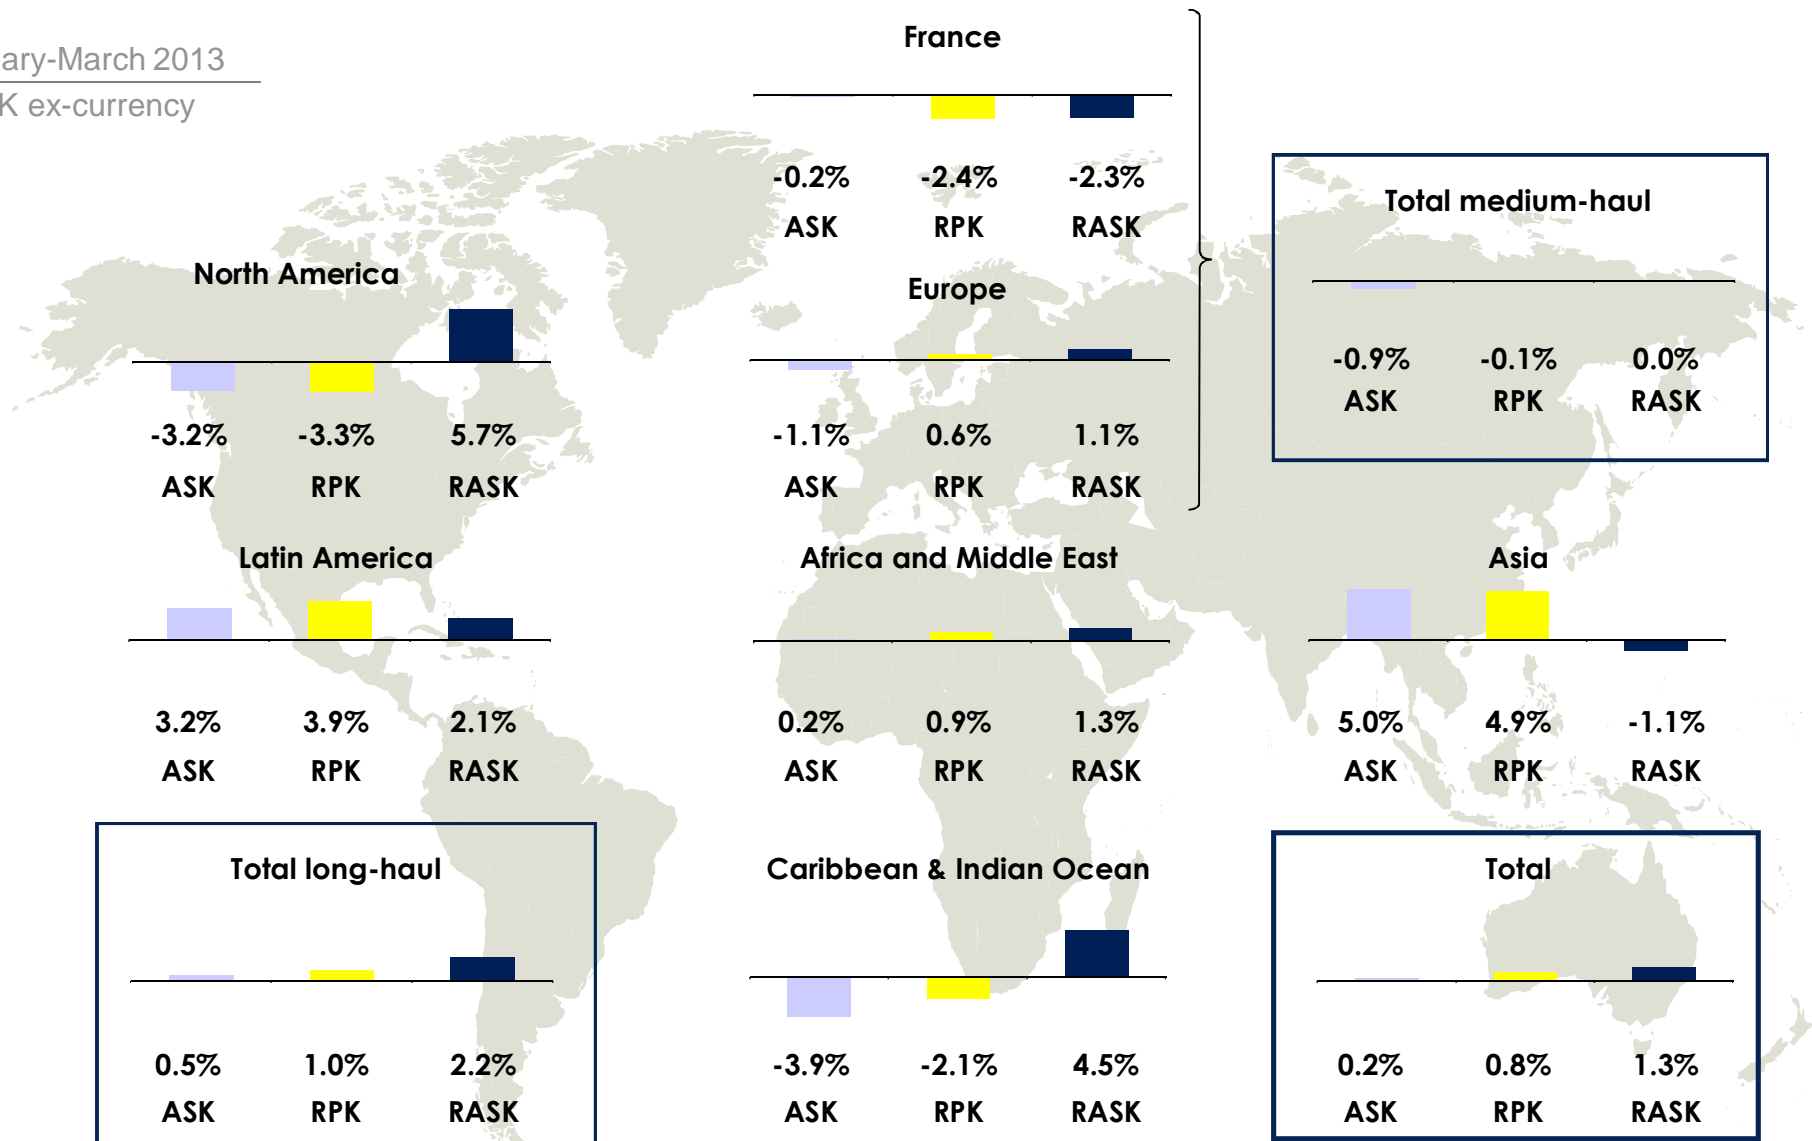 ary-March 2013
K ex-currency
France
-0.2% -2.4% -2.3%
ASK RPK RASK
Total medium-haul
-0.9% -0.1% 0.0%
ASK RPK RASK
North America
-3.2% -3.3% 5.7%
ASK RPK RASK
Europe
-1.1% 0.6% 1.1%
ASK RPK RASK
Latin America
3.2% 3.9% 2.1%
ASK RPK RASK
Africa and Middle East
0.2% 0.9% 1.3%
ASK RPK RASK
Asia
5.0% 4.9% -1.1%
ASK RPK RASK
Total long-haul
0.5% 1.0% 2.2%
ASK RPK RASK
Caribbean & Indian Ocean
-3.9% -2.1% 4.5%
ASK RPK RASK
Total
0.2% 0.8% 1.3%
ASK RPK RASK